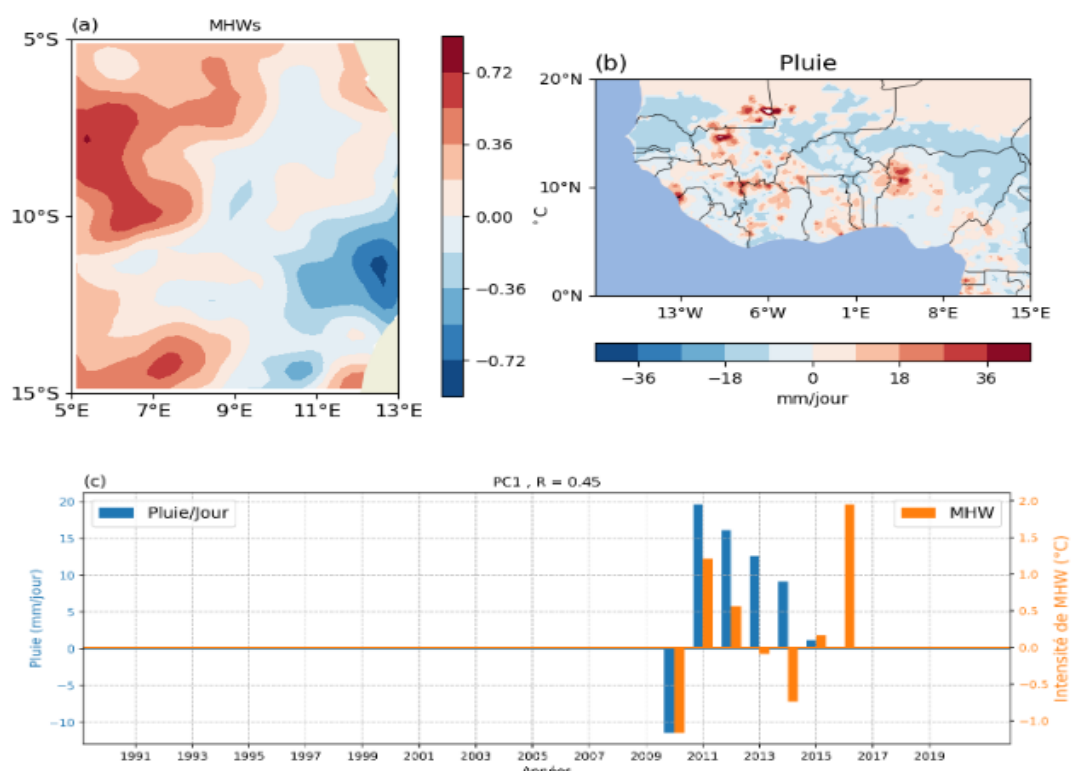 (a)
MHWs
5°S
10°S
15°S
5°E 7°E 9°E 11°E 13°E
0.72
0.36
0.00
−0.36
−0.72
°C
(b)
Pluie
20°N
10°N
0°N
13°W 6°W 1°E 8°E 15°E
−36 −18 0 18 36
mm/jour
(c)
PC1 , R = 0.45
Pluie/Jour
MHW
Pluie (mm/jour)
20
15
10
5
0
−5
−10
2.0
1.5
1.0
0.5
0.0
−0.5
−1.0
Intensité de MHW (°C)
1991 1993 1995 1997 1999 2001 2003 2005 2007 2009 2011 2013 2015 2017 2019
Années